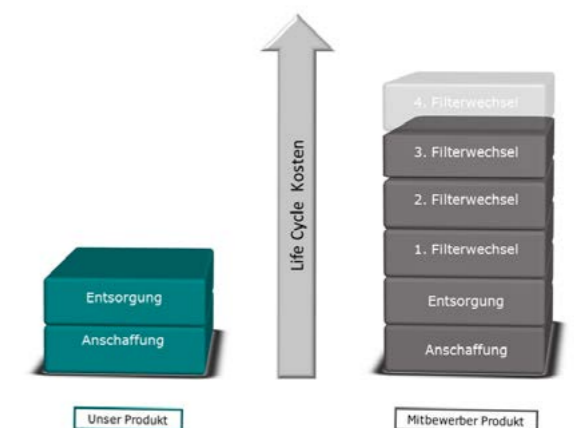 Entsorgung
Anschaffung
Unser Produkt
Life Cycle Kosten
4. Filterwechsel
3. Filterwechsel
2. Filterwechsel
1. Filterwechsel
Entsorgung
Anschaffung
Mitbewerber Produkt